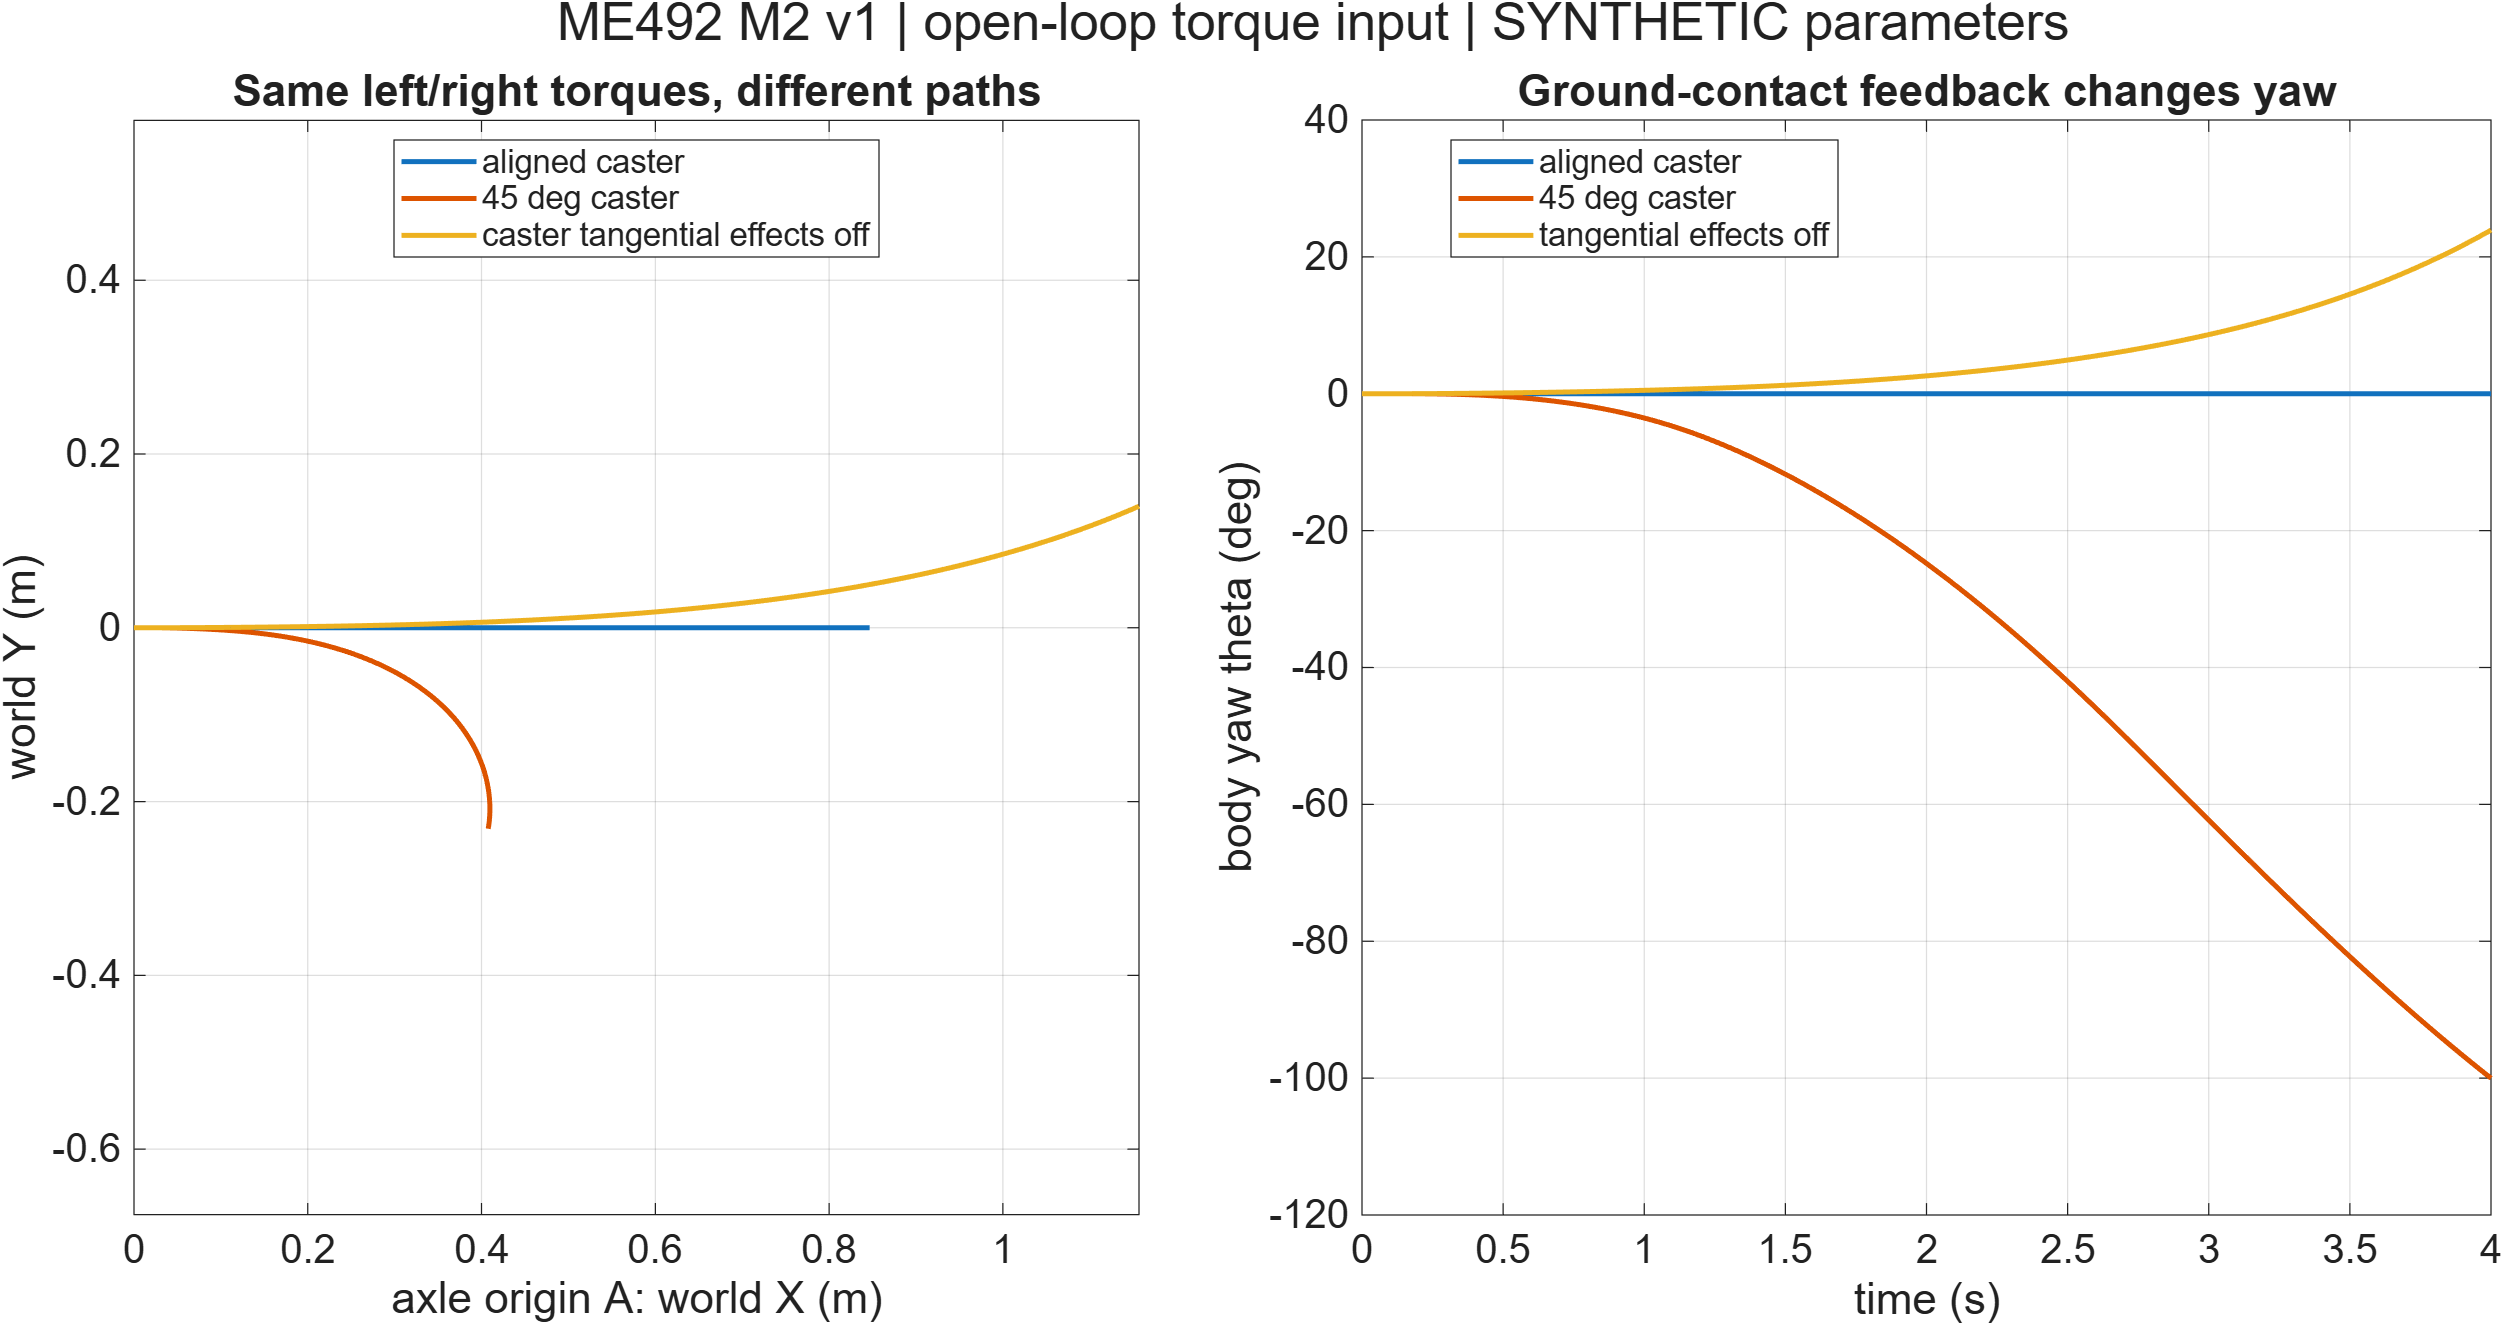 ME492 M2 v1 | open-loop torque input | SYNTHETIC parameters
Same left/right torques, different paths
aligned caster
45 deg caster
caster tangential effects off
0.4
0.2
0
-0.2
-0.4
-0.6
world Y (m)
0 0.2 0.4 0.6 0.8 1
axle origin A: world X (m)
Ground-contact feedback changes yaw
aligned caster
45 deg caster
tangential effects off
40
20
0
-20
-40
-60
-80
-100
-120
body yaw theta (deg)
0 0.5 1 1.5 2 2.5 3 3.5 4
time (s)